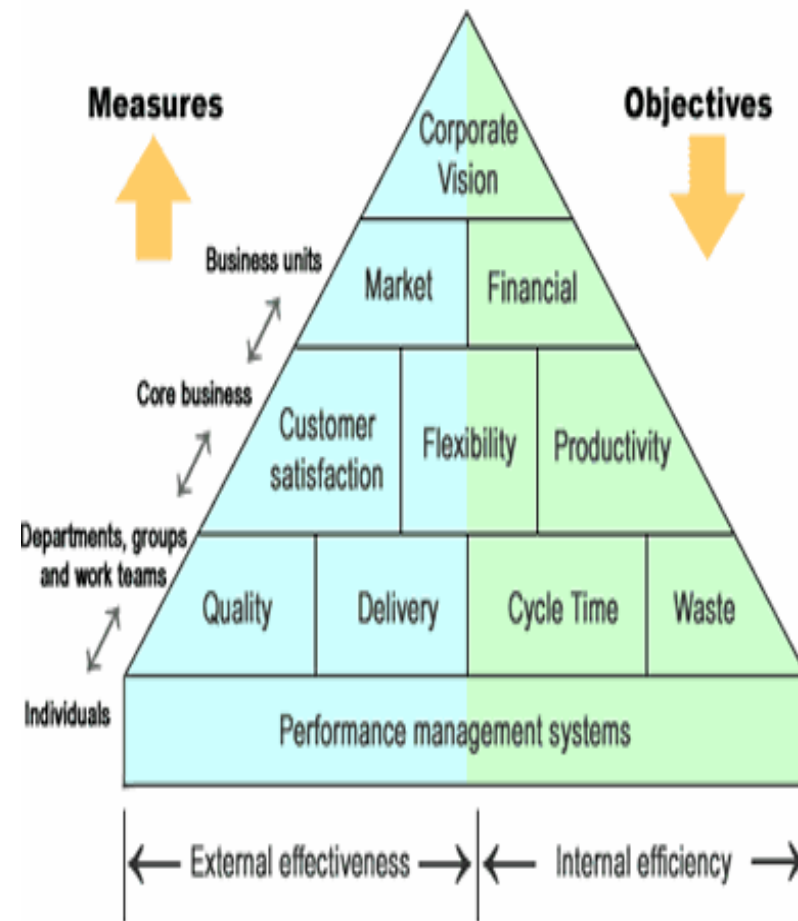 Measures
Objectives
Corporate
Vision
Business units
Market
Financial
Core business
Customer
satisfaction
Flexibility
Productivity
Departments, groups
and work teams
Quality
Delivery
Cycle Time
Waste
Individuals
Performance management systems
External effectiveness
Internal efficiency